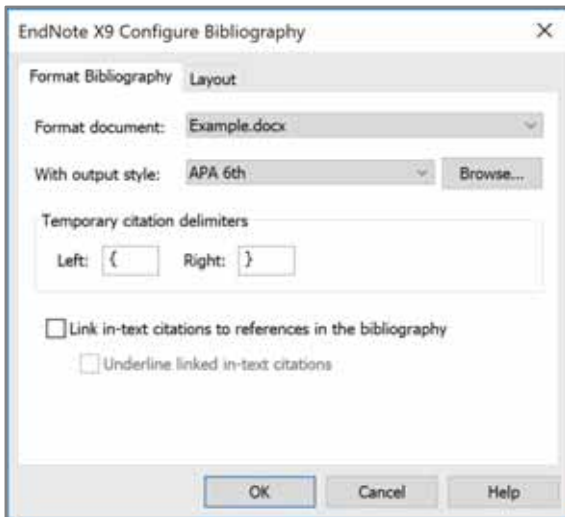 EndNote X9 Configure Bibliography
Format Bibliography Layout
Format document: Example.docx
With output style: APA 6th Browse...
Temporary citation delimiters
Left: { Right: }
Link in-text citations to references in the bibliography
Underline linked in-text citations
OK Cancel Help